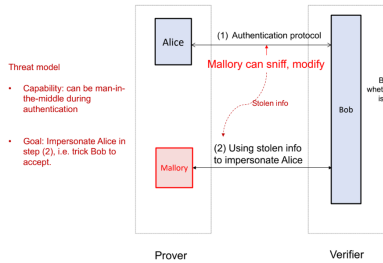 Alice
(1) Authentication protocol
Mallory can sniff, modify
Threat model
• Capability: can be man-in-
the-middle during
authentication
Stolen info
B
whet
is
Bob
• Goal: Impersonate Alice in
step (2), i.e. trick Bob to
accept.
(2) Using stolen info
to impersonate Alice
Mallory
Prover
Verifier